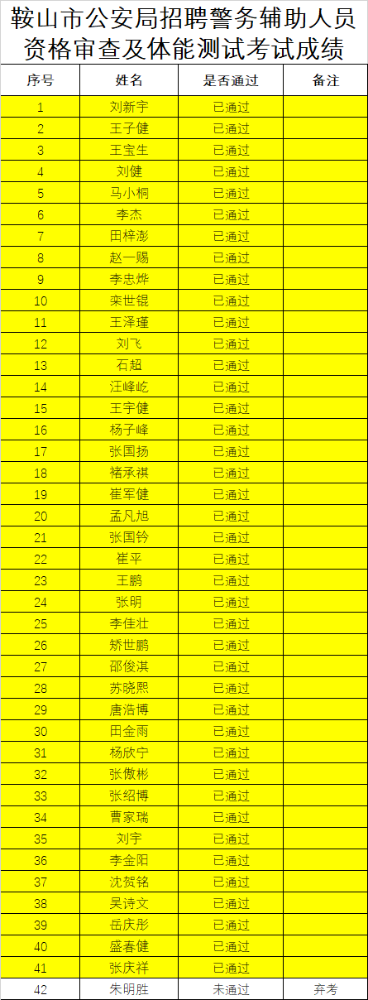 鞍山市公安局招聘警务辅助人员
资格审查及体能测试考试成绩
序号 姓名 是否通过 备注
1 刘新宇 已通过
2 王子健 已通过
3 王宝生 已通过
4 刘健 已通过
5 马小桐 已通过
6 李杰 已通过
7 田梓澎 已通过
8 赵一赐 已通过
9 李忠烨 已通过
10 栾世锟 已通过
11 王泽瑾 已通过
12 刘飞 已通过
13 石超 已通过
14 汪峰屹 已通过
15 王宇健 已通过
16 杨子峰 已通过
17 张国扬 已通过
18 褚承祺 已通过
19 崔军健 已通过
20 孟凡旭 已通过
21 张国钤 已通过
22 崔平 已通过
23 王鹏 已通过
24 张明 已通过
25 李佳壮 已通过
26 矫世鹏 已通过
27 邵俊淇 已通过
28 苏晓熙 已通过
29 唐浩博 已通过
30 田金雨 已通过
31 杨欣宁 已通过
32 张傲彬 已通过
33 张绍博 已通过
34 曹家瑞 已通过
35 刘宇 已通过
36 李金阳 已通过
37 沈贺铭 已通过
38 吴诗文 已通过
39 岳庆彤 已通过
40 盛春健 已通过
41 张庆祥 已通过
42 朱明胜 未通过 弃考